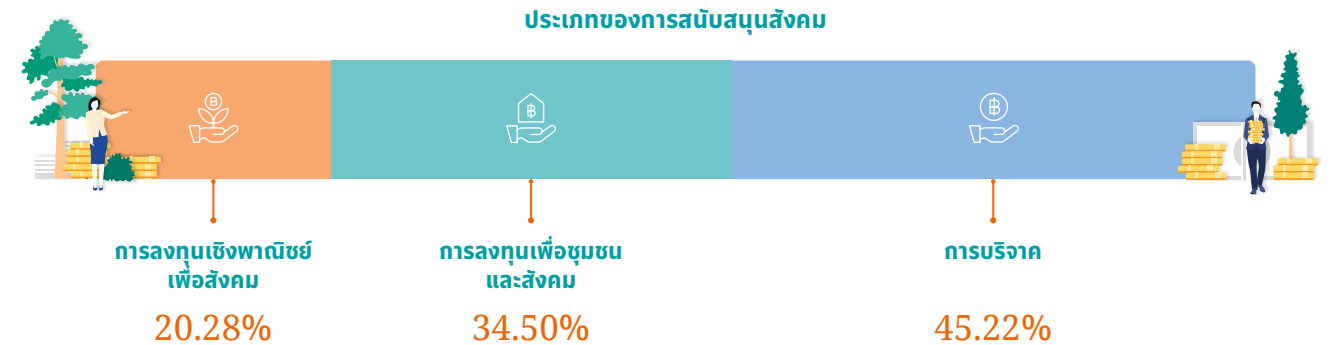 ประเภทของการสนับสนุนสังคม
การลงทุนเชิงพาณิชย์
เพื่อสังคม
20.28%
การลงทุนเพื่อชุมชน
และสังคม
34.50%
การบริจาค
45.22%